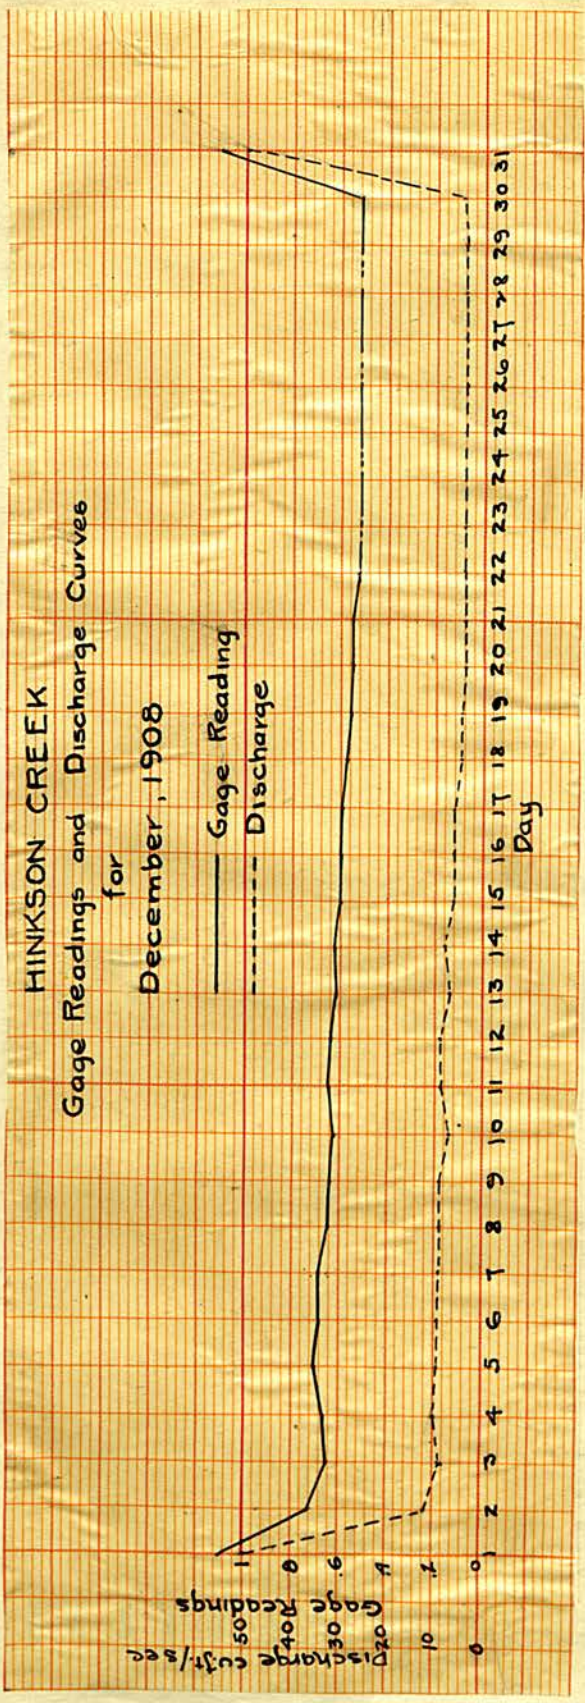 HINKSON CREEK
Gage Readings and Discharge Curves
for
December, 1908
Gage Reading
Discharge
Discharge cu.ft./sec
50 40 30 20 10 0
Gage Readings
1 .8 .6 .4 .2 0
1 2 3 4 5 6 7 8 9 10 11 12 13 14 15 16 17 18 19 20 21 22 23 24 25 26 27 28 29 30 31
Day